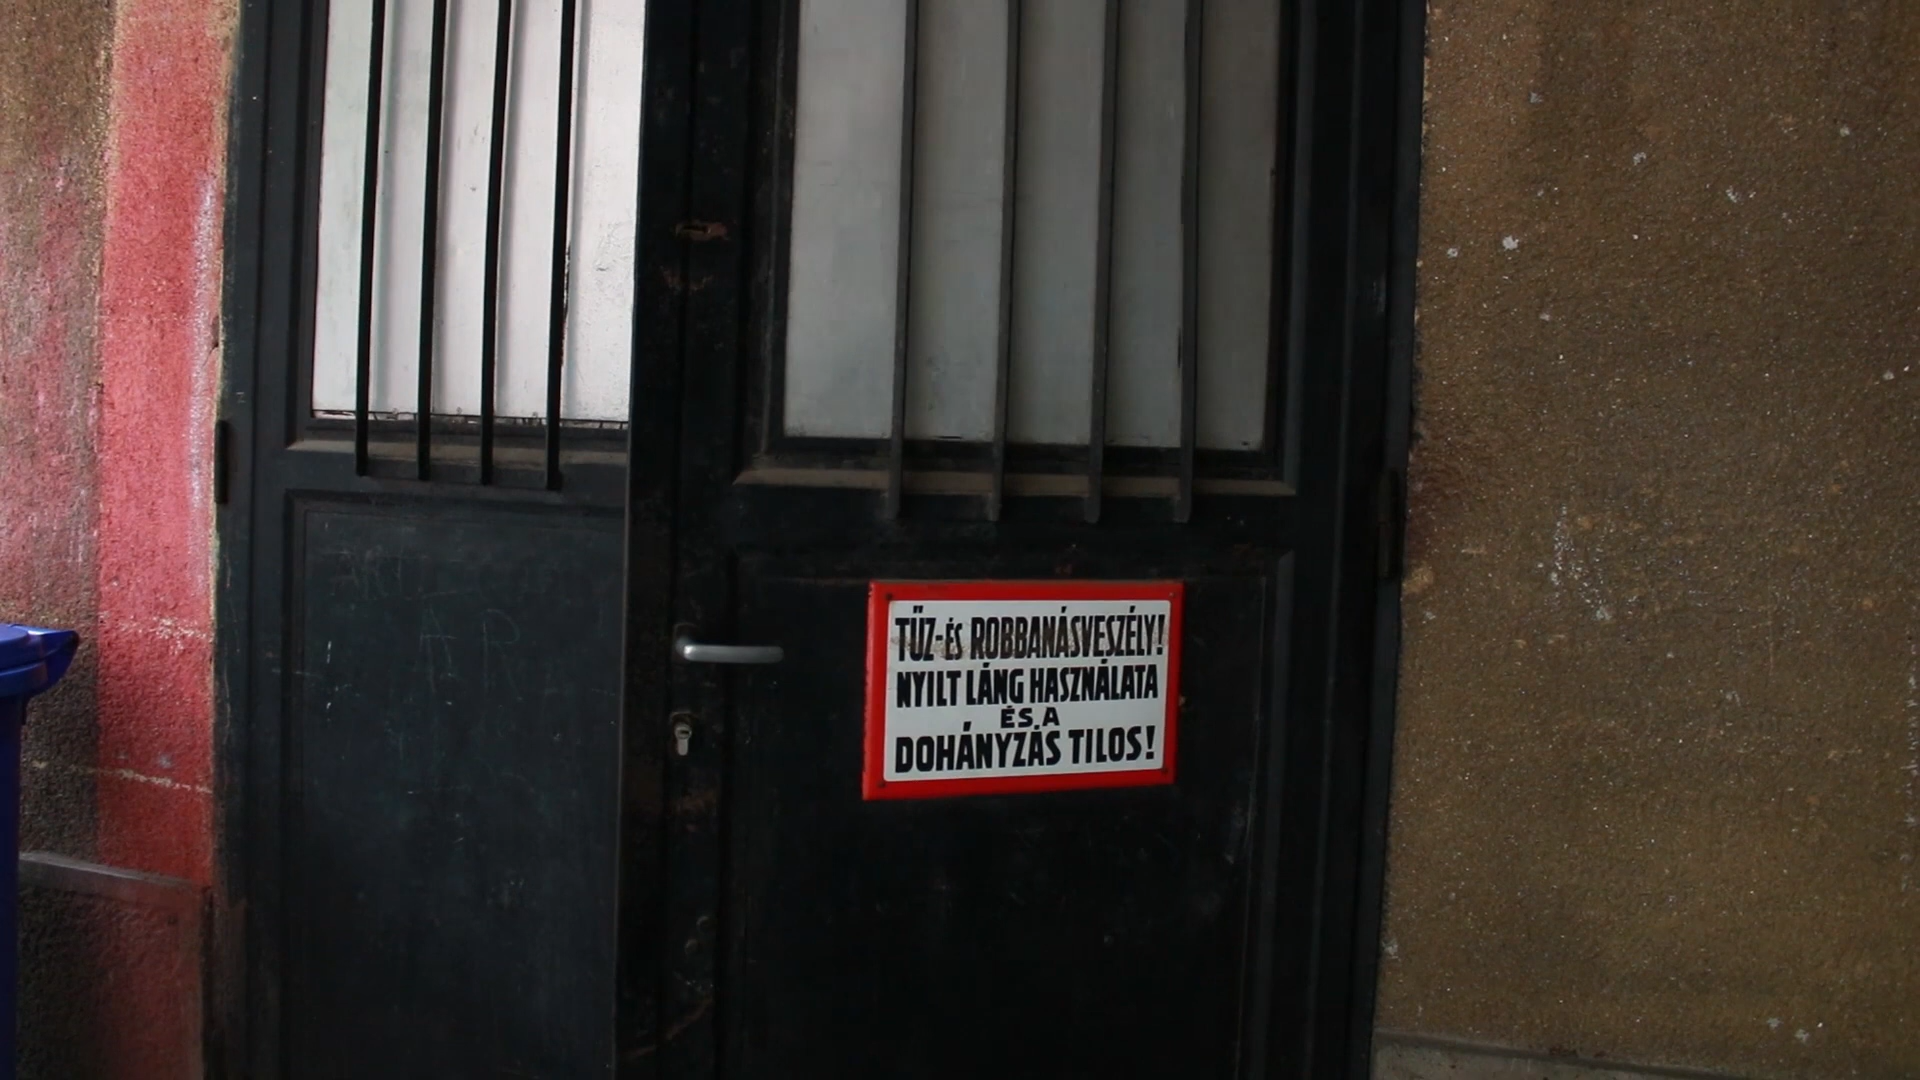 TŰZ-ÉS ROBBANÁSVESZÉLY!
NYILT LÁNG HASZNÁLATA
ÉS A
DOHÁNYZÁS TILOS!